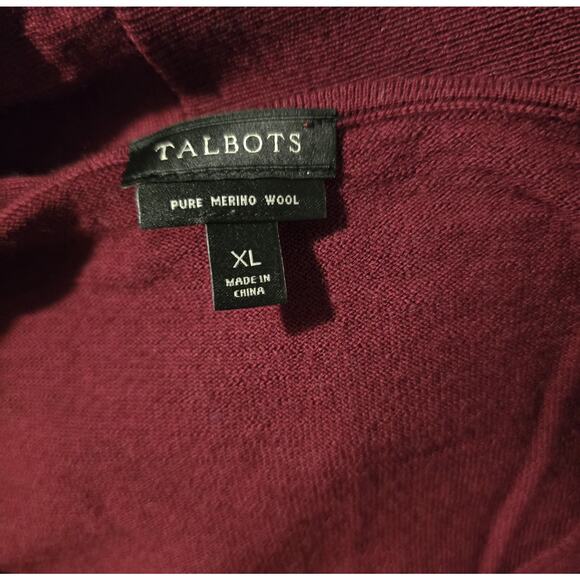 TALBOTS
PURE MERINO WOOL
XL
MADE IN
CHINA